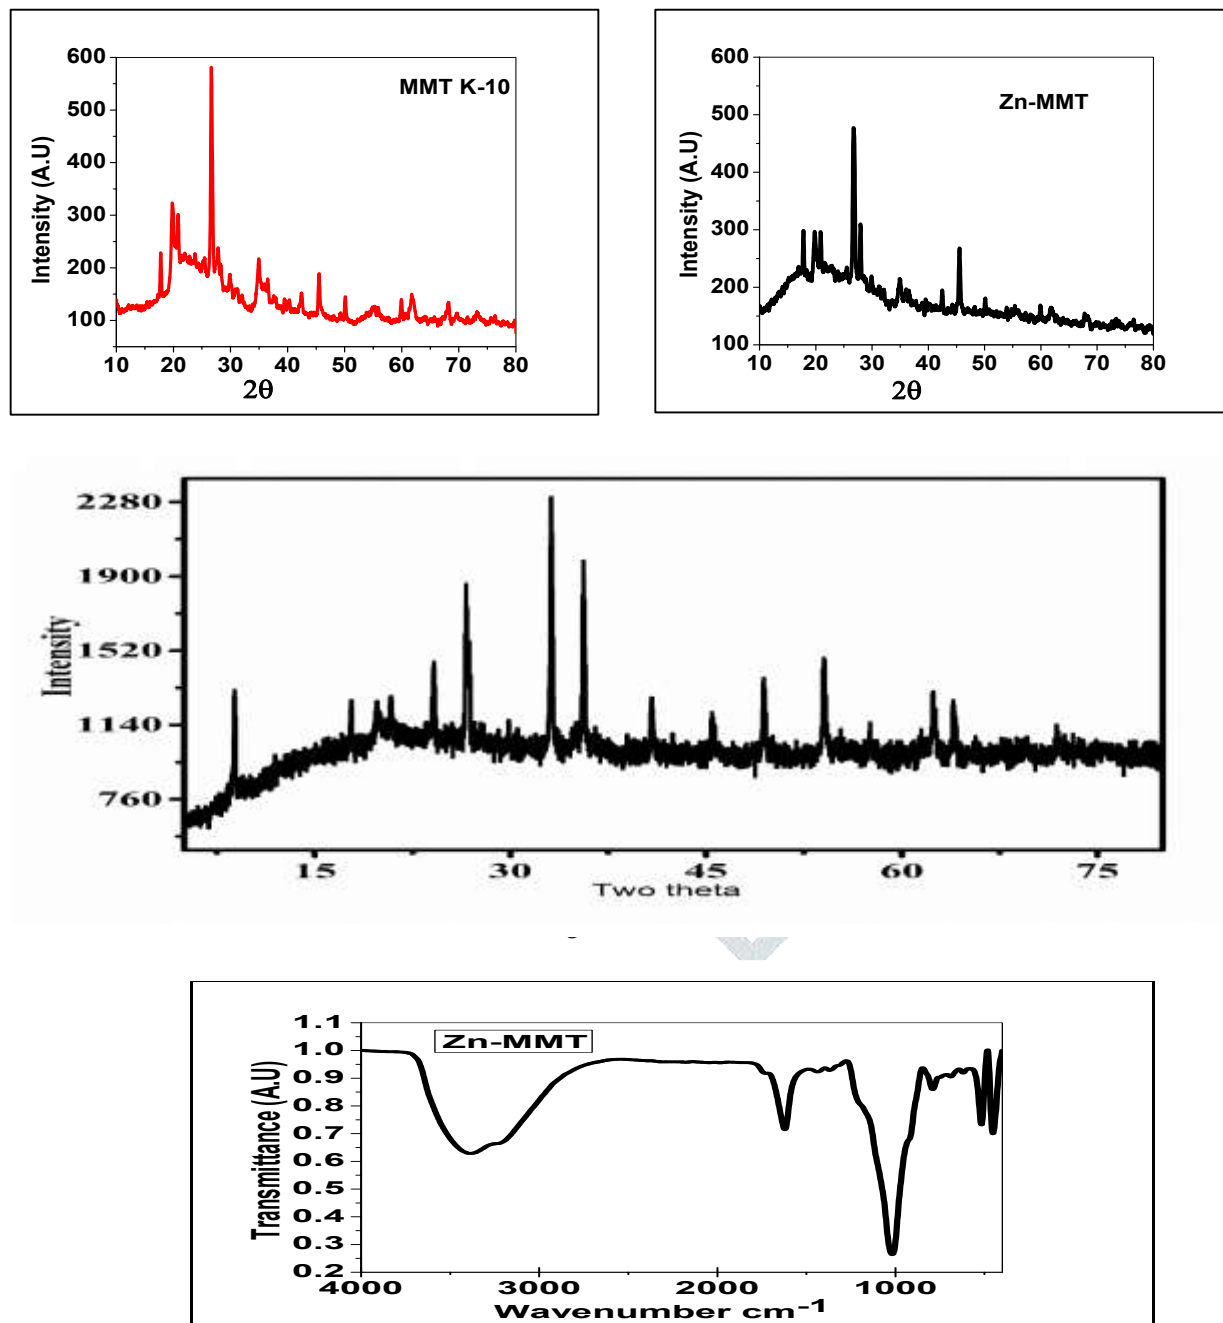 600
500
400
300
200
100
Intensity (A.U)
MMT K-10
10 20 30 40 50 60 70 80
2θ
600
500
400
300
200
100
Intensity (A.U)
Zn-MMT
10 20 30 40 50 60 70 80
2θ
2280
1900
1520
1140
760
Intensity
15 30 45 60 75
Two theta
1.1
1.0
0.9
0.8
0.7
0.6
0.5
0.4
0.3
0.2
Transmittance (A.U)
Zn-MMT
4000 3000 2000 1000
Wavenumber cm⁻¹